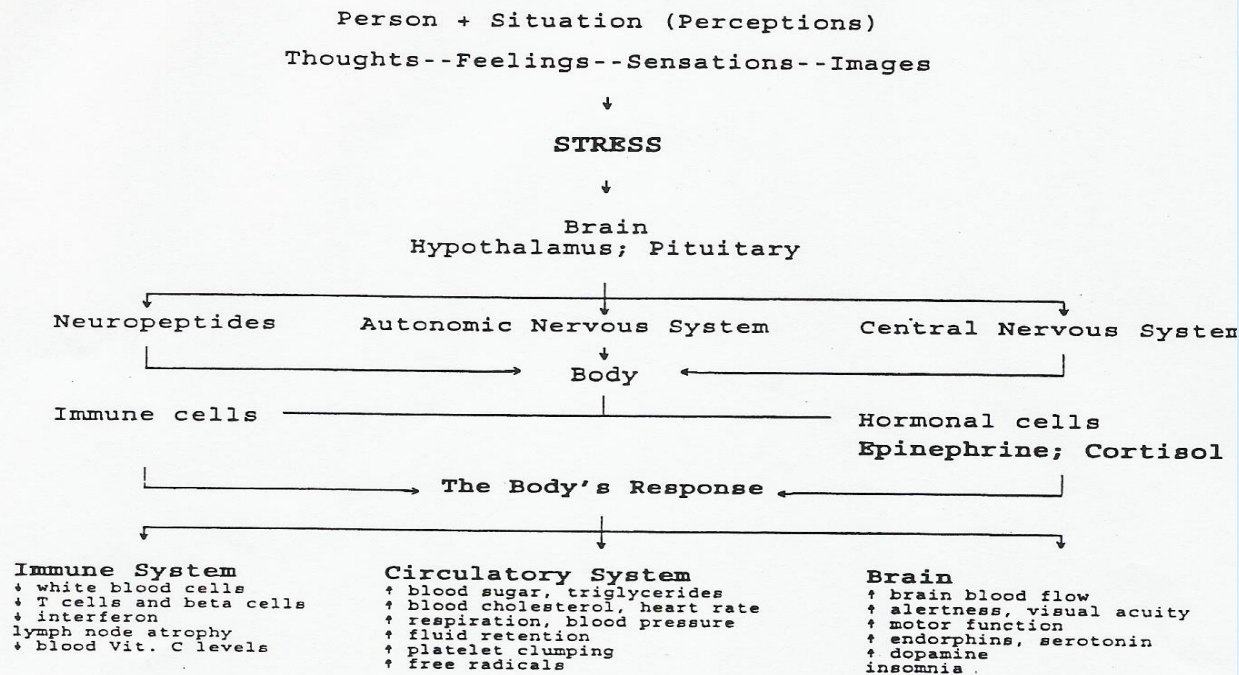 Person + Situation (Perceptions)
Thoughts--Feelings--Sensations--Images
↓
STRESS
↓
Brain
Hypothalamus; Pituitary
Neuropeptides Autonomic Nervous System Central Nervous System
↓
Body
Immune cells Hormonal cells
Epinephrine; Cortisol
The Body's Response
Immune System
↓ white blood cells
↓ T cells and beta cells
↓ interferon
lymph node atrophy
↓ blood Vit. C levels
Circulatory System
↑ blood sugar, triglycerides
↑ blood cholesterol, heart rate
↑ respiration, blood pressure
↑ fluid retention
↑ platelet clumping
↑ free radicals
Brain
↑ brain blood flow
↑ alertness, visual acuity
↑ motor function
↑ endorphins, serotonin
↑ dopamine
insomnia